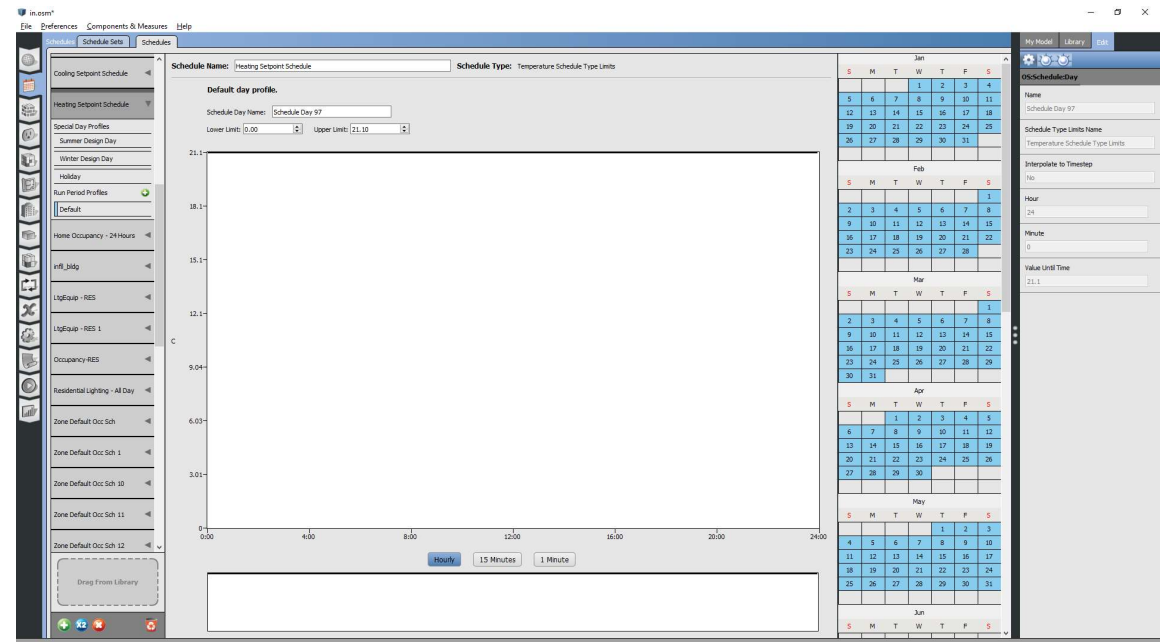 in.osm*
File Preferences Components & Measures Help
Schedules Schedule Sets Schedules
My Model Library Edit
Cooling Setpoint Schedule
Heating Setpoint Schedule
Special Day Profiles
Summer Design Day
Winter Design Day
Holiday
Run Period Profiles
Default
Home Occupancy - 24 Hours
infil_bldg
LtgEquip - RES
LtgEquip - RES 1
Occupancy-RES
Residential Lighting - All Day
Zone Default Occ Sch
Zone Default Occ Sch 1
Zone Default Occ Sch 10
Zone Default Occ Sch 11
Zone Default Occ Sch 12
Drag From Library
X2
Schedule Name: Heating Setpoint Schedule Schedule Type: Temperature Schedule Type Limits
Default day profile.
Schedule Day Name: Schedule Day 97
Lower Limit: 0.00 Upper Limit: 21.10
21.1
18.1
15.1
12.1
C
9.04
6.03
3.01
0
0:00 4:00 8:00 12:00 16:00 20:00 24:00
Hourly 15 Minutes 1 Minute
Jan
S M T W T F S
1 2 3 4
5 6 7 8 9 10 11
12 13 14 15 16 17 18
19 20 21 22 23 24 25
26 27 28 29 30 31
Feb
S M T W T F S
1
2 3 4 5 6 7 8
9 10 11 12 13 14 15
16 17 18 19 20 21 22
23 24 25 26 27 28
Mar
S M T W T F S
1
2 3 4 5 6 7 8
9 10 11 12 13 14 15
16 17 18 19 20 21 22
23 24 25 26 27 28 29
30 31
Apr
S M T W T F S
1 2 3 4 5
6 7 8 9 10 11 12
13 14 15 16 17 18 19
20 21 22 23 24 25 26
27 28 29 30
May
S M T W T F S
1 2 3
4 5 6 7 8 9 10
11 12 13 14 15 16 17
18 19 20 21 22 23 24
25 26 27 28 29 30 31
Jun
S M T W T F S
OS:Schedule:Day
Name
Schedule Day 97
Schedule Type Limits Name
Temperature Schedule Type Limits
Interpolate to Timestep
No
Hour
24
Minute
0
Value Until Time
21.1